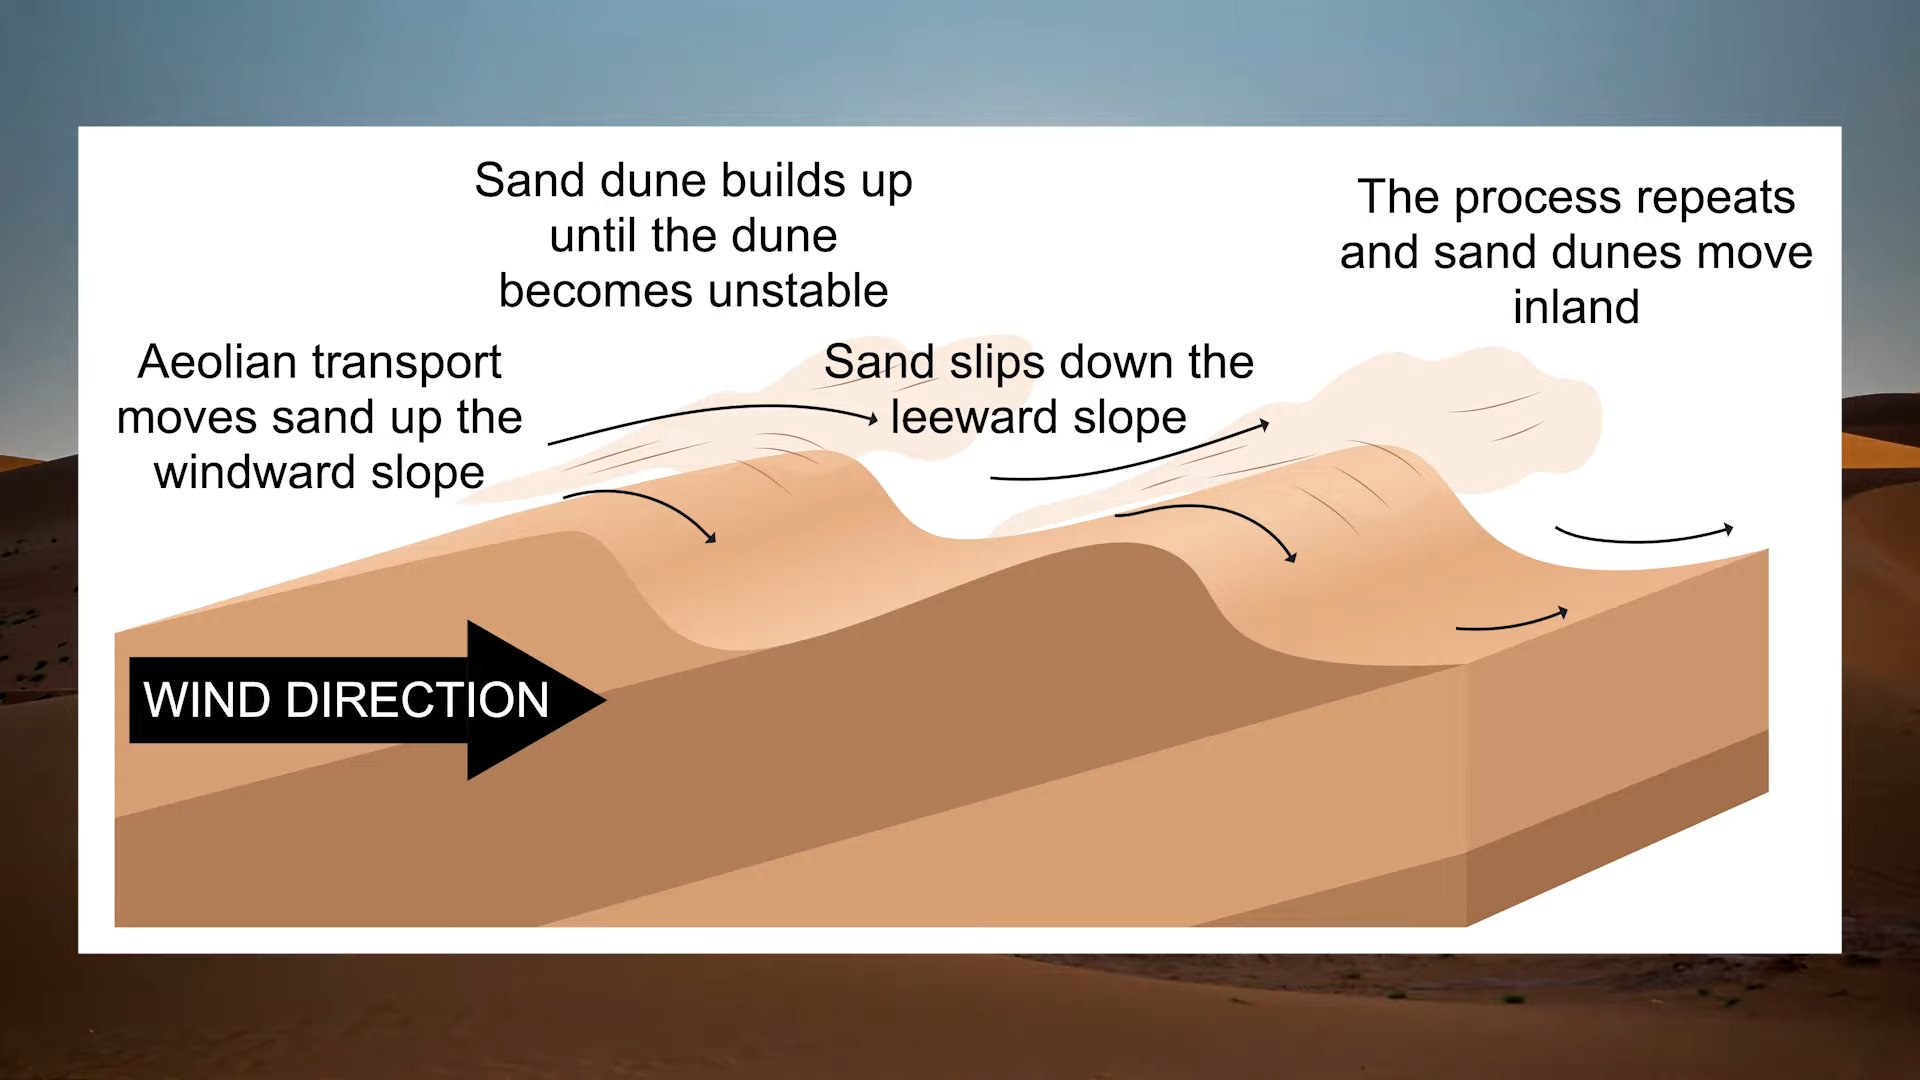 Sand dune builds up
until the dune
becomes unstable
The process repeats
and sand dunes move
inland
Aeolian transport
moves sand up the
windward slope
Sand slips down the
leeward slope
WIND DIRECTION